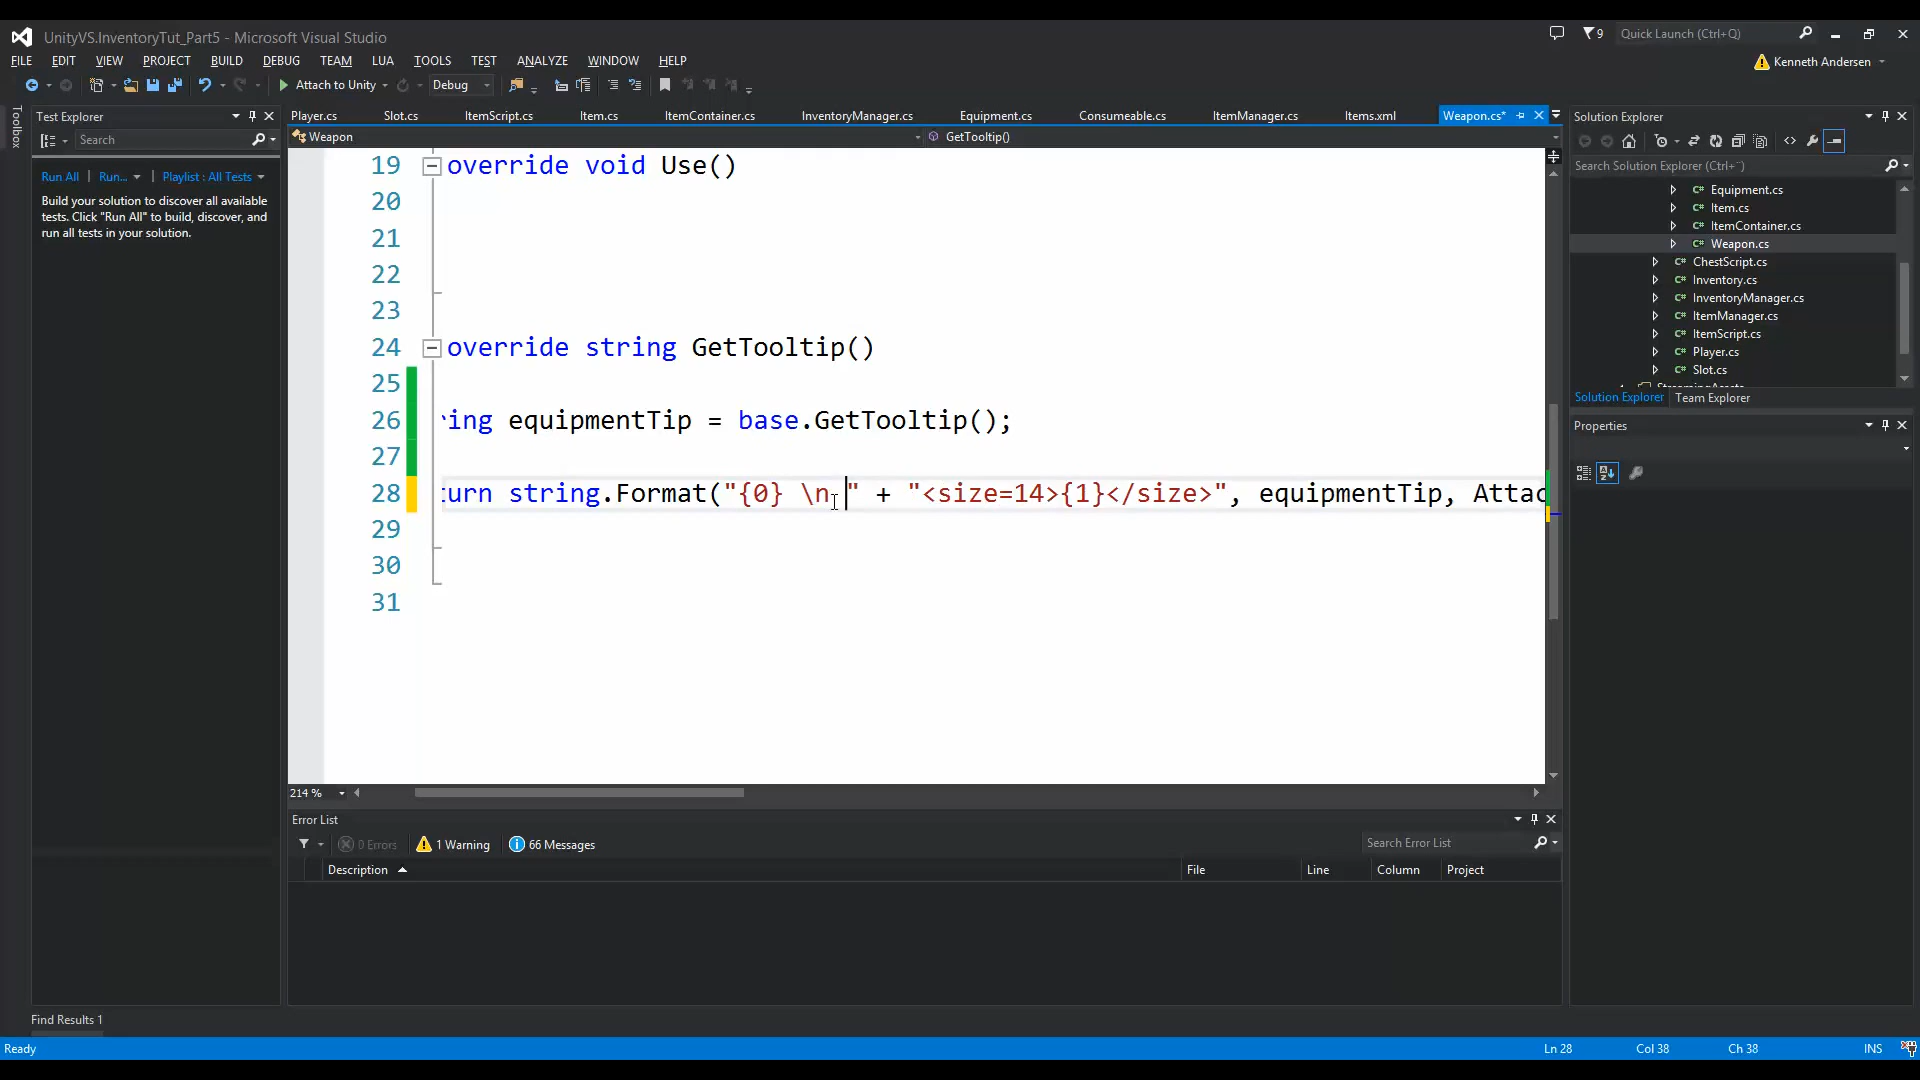 UnityVS.InventoryTut_Part5 - Microsoft Visual Studio
9
Quick Launch (Ctrl+Q)
FILE EDIT VIEW PROJECT BUILD DEBUG TEAM LUA TOOLS TEST ANALYZE WINDOW HELP
Kenneth Andersen
Attach to Unity
Debug
Toolbox
Test Explorer
Search
Run All | Run... | Playlist : All Tests
Build your solution to discover all available
tests. Click "Run All" to build, discover, and
run all tests in your solution.
Player.cs Slot.cs ItemScript.cs Item.cs ItemContainer.cs InventoryManager.cs Equipment.cs Consumeable.cs ItemManager.cs Items.xml Weapon.cs*
Weapon
GetTooltip()
19 override void Use()
20
21
22
23
24 override string GetTooltip()
25
26 ring equipmentTip = base.GetTooltip();
27
28 turn string.Format("{0} \n " + "<size=14>{1}</size>", equipmentTip, Attac
29
30
31
214 %
Error List
0 Errors
1 Warning
66 Messages
Search Error List
Description File Line Column Project
Solution Explorer
Search Solution Explorer (Ctrl+¨)
C# Equipment.cs
C# Item.cs
C# ItemContainer.cs
C# Weapon.cs
C# ChestScript.cs
C# Inventory.cs
C# InventoryManager.cs
C# ItemManager.cs
C# ItemScript.cs
C# Player.cs
C# Slot.cs
StreamingAssets
Solution Explorer Team Explorer
Properties
Find Results 1
Ready
Ln 28 Col 38 Ch 38 INS